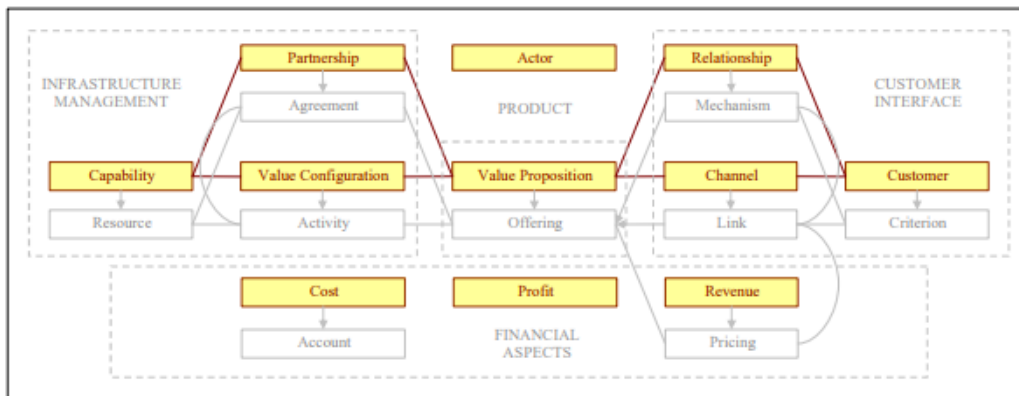 Partnership
Actor
Relationship
INFRASTRUCTURE
MANAGEMENT
Agreement
PRODUCT
Mechanism
CUSTOMER
INTERFACE
Capability
Value Configuration
Value Proposition
Channel
Customer
Resource
Activity
Offering
Link
Criterion
Cost
Profit
Revenue
Account
FINANCIAL
ASPECTS
Pricing